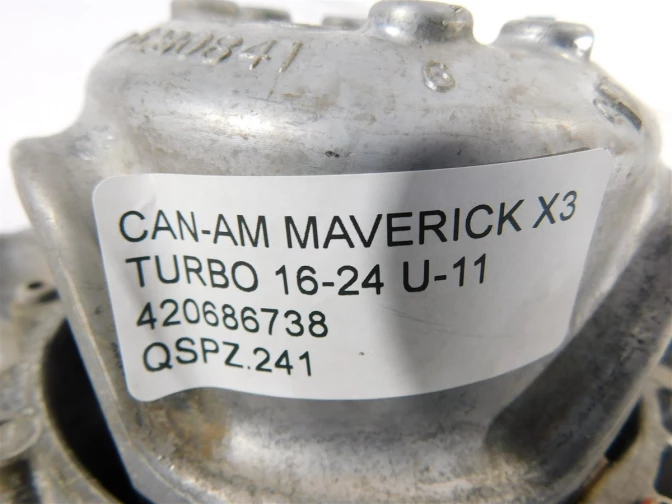 CAN-AM MAVERICK X3
TURBO 16-24 U-11
420686738
QSPZ.241